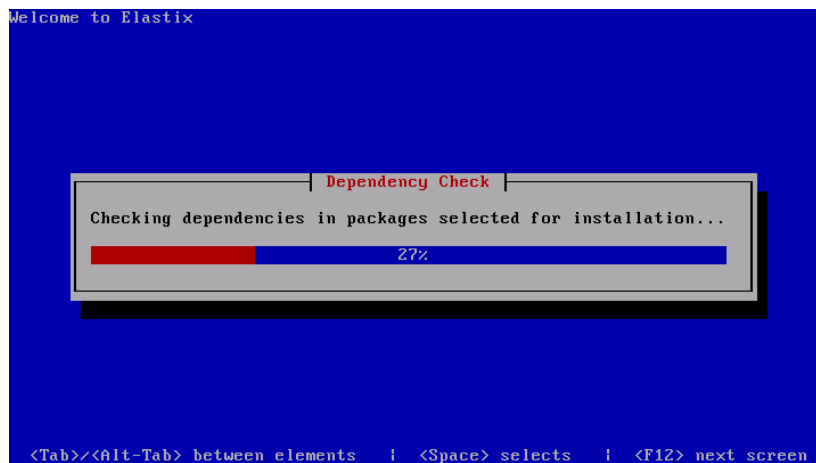 Welcome to Elastix
Dependency Check
Checking dependencies in packages selected for installation...
27%
<Tab>/<Alt-Tab> between elements | <Space> selects | <F12> next screen